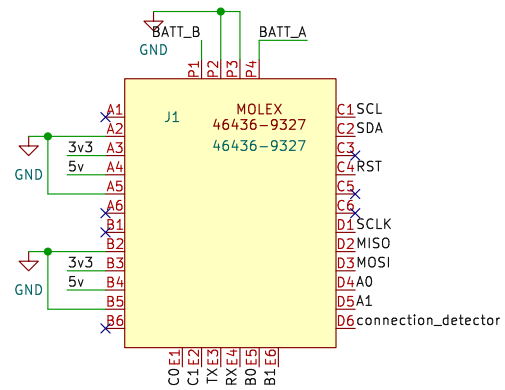 BATT_B
BATT_A
GND
P1
P2
P3
P4
J1
MOLEX
46436-9327
46436-9327
A1
A2
3v3 A3
5v A4
GND
A5
A6
B1
B2
3v3 B3
5v B4
GND
B5
B6
C1 SCL
C2 SDA
C3
C4 RST
C5
C6
D1 SCLK
D2 MISO
D3 MOSI
D4 A0
D5 A1
D6 connection_detector
C0 E1
C1 E2
TX E3
RX E4
B0 E5
B1 E6